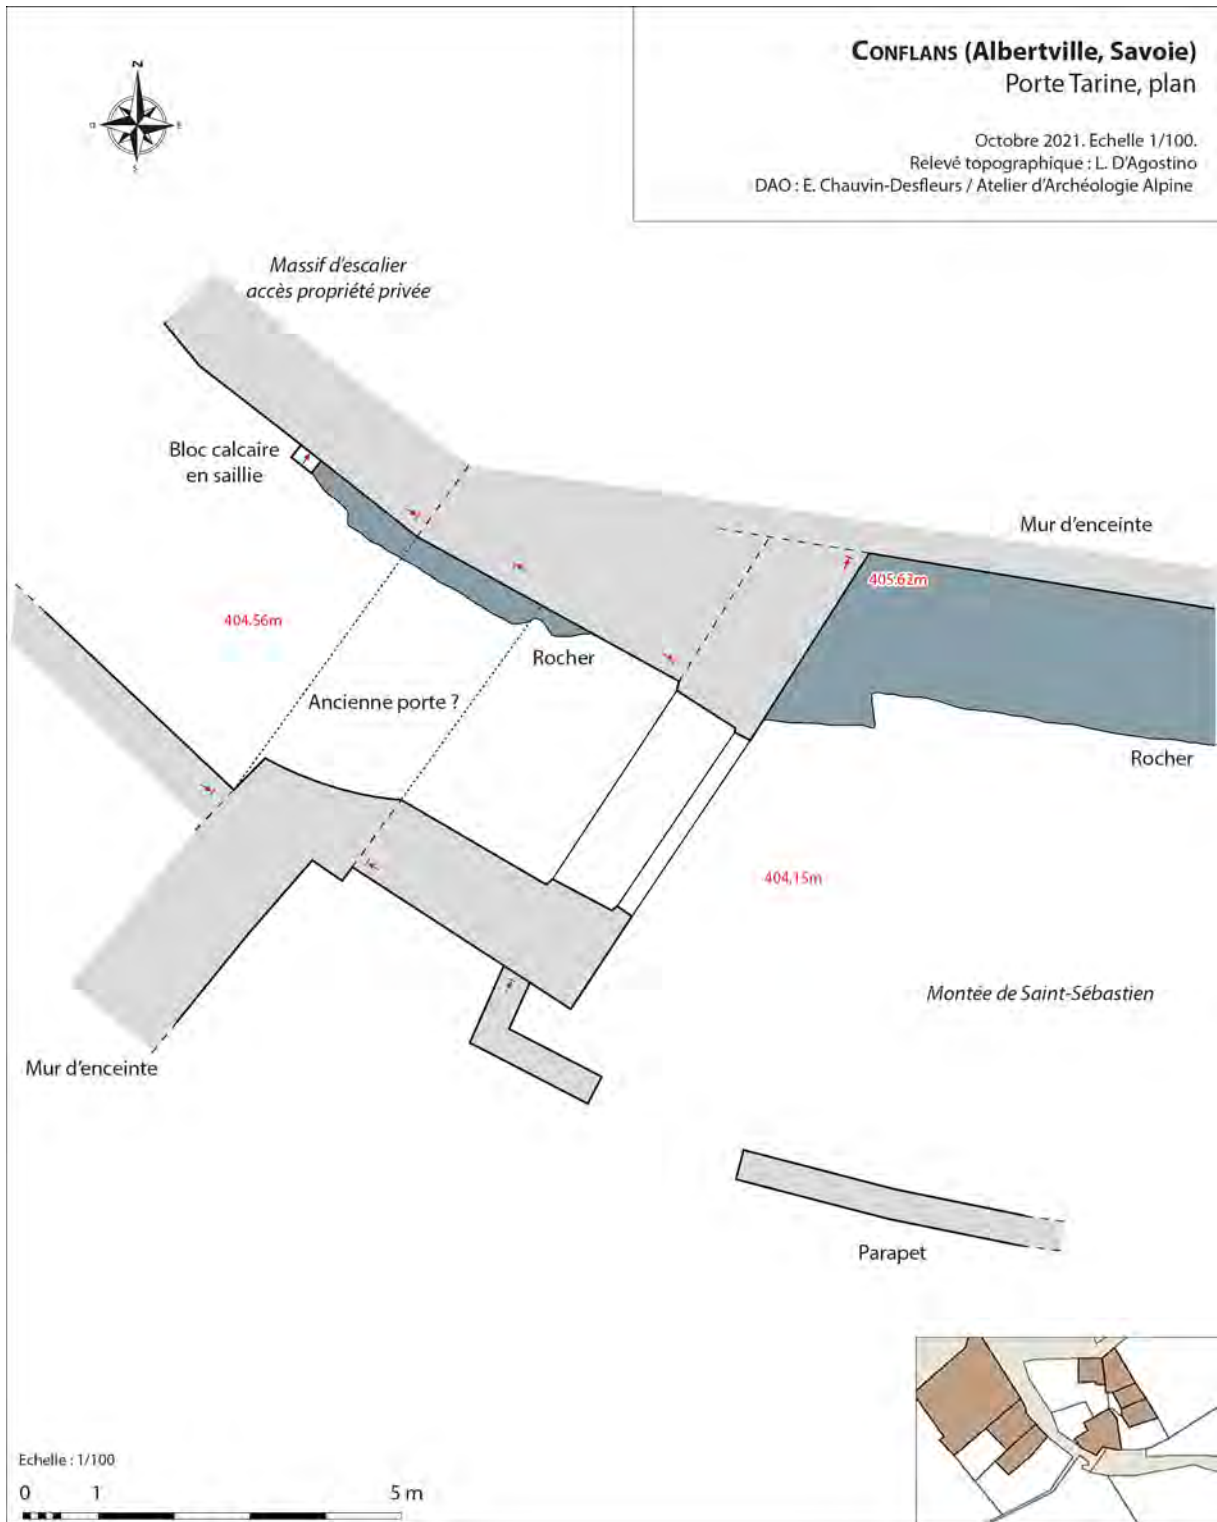 CONFLANS (Albertville, Savoie)
Porte Tarine, plan
Octobre 2021. Echelle 1/100.
Relevé topographique : L. D'Agostino
DAO : E. Chauvin-Desfleurs / Atelier d'Archéologie Alpine
N
O
E
S
Massif d'escalier
accès propriété privée
Bloc calcaire
en saillie
Mur d'enceinte
405.62m
404.56m
Rocher
Ancienne porte ?
Rocher
404.15m
Montée de Saint-Sébastien
Mur d'enceinte
Parapet
Echelle : 1/100
0 1 5 m